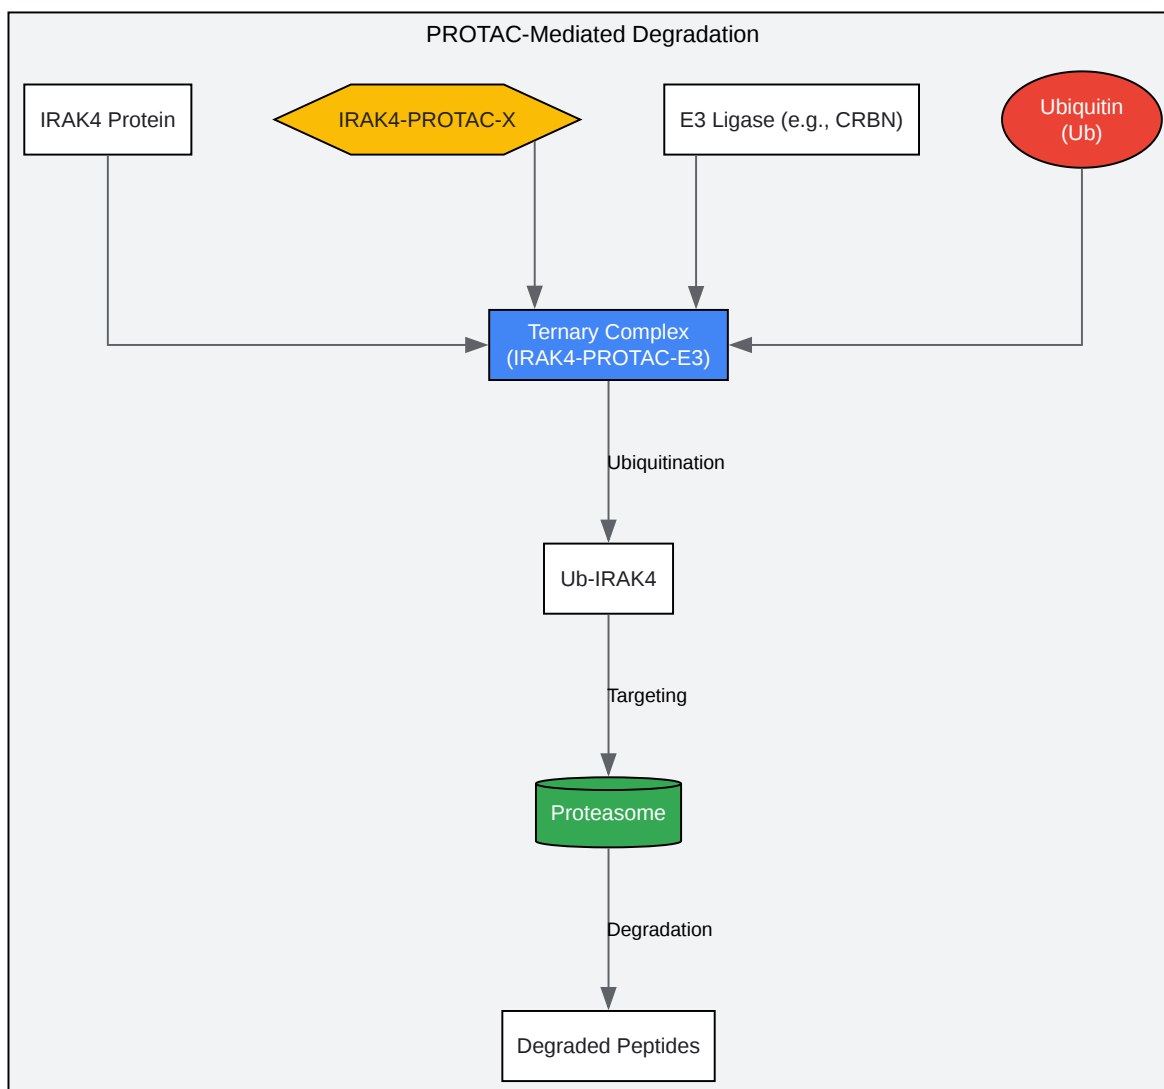 PROTAC-Mediated Degradation
IRAK4 Protein
IRAK4-PROTAC-X
E3 Ligase (e.g., CRBN)
Ubiquitin
(Ub)
Ternary Complex
(IRAK4-PROTAC-E3)
Ubiquitination
Ub-IRAK4
Targeting
Proteasome
Degradation
Degraded Peptides